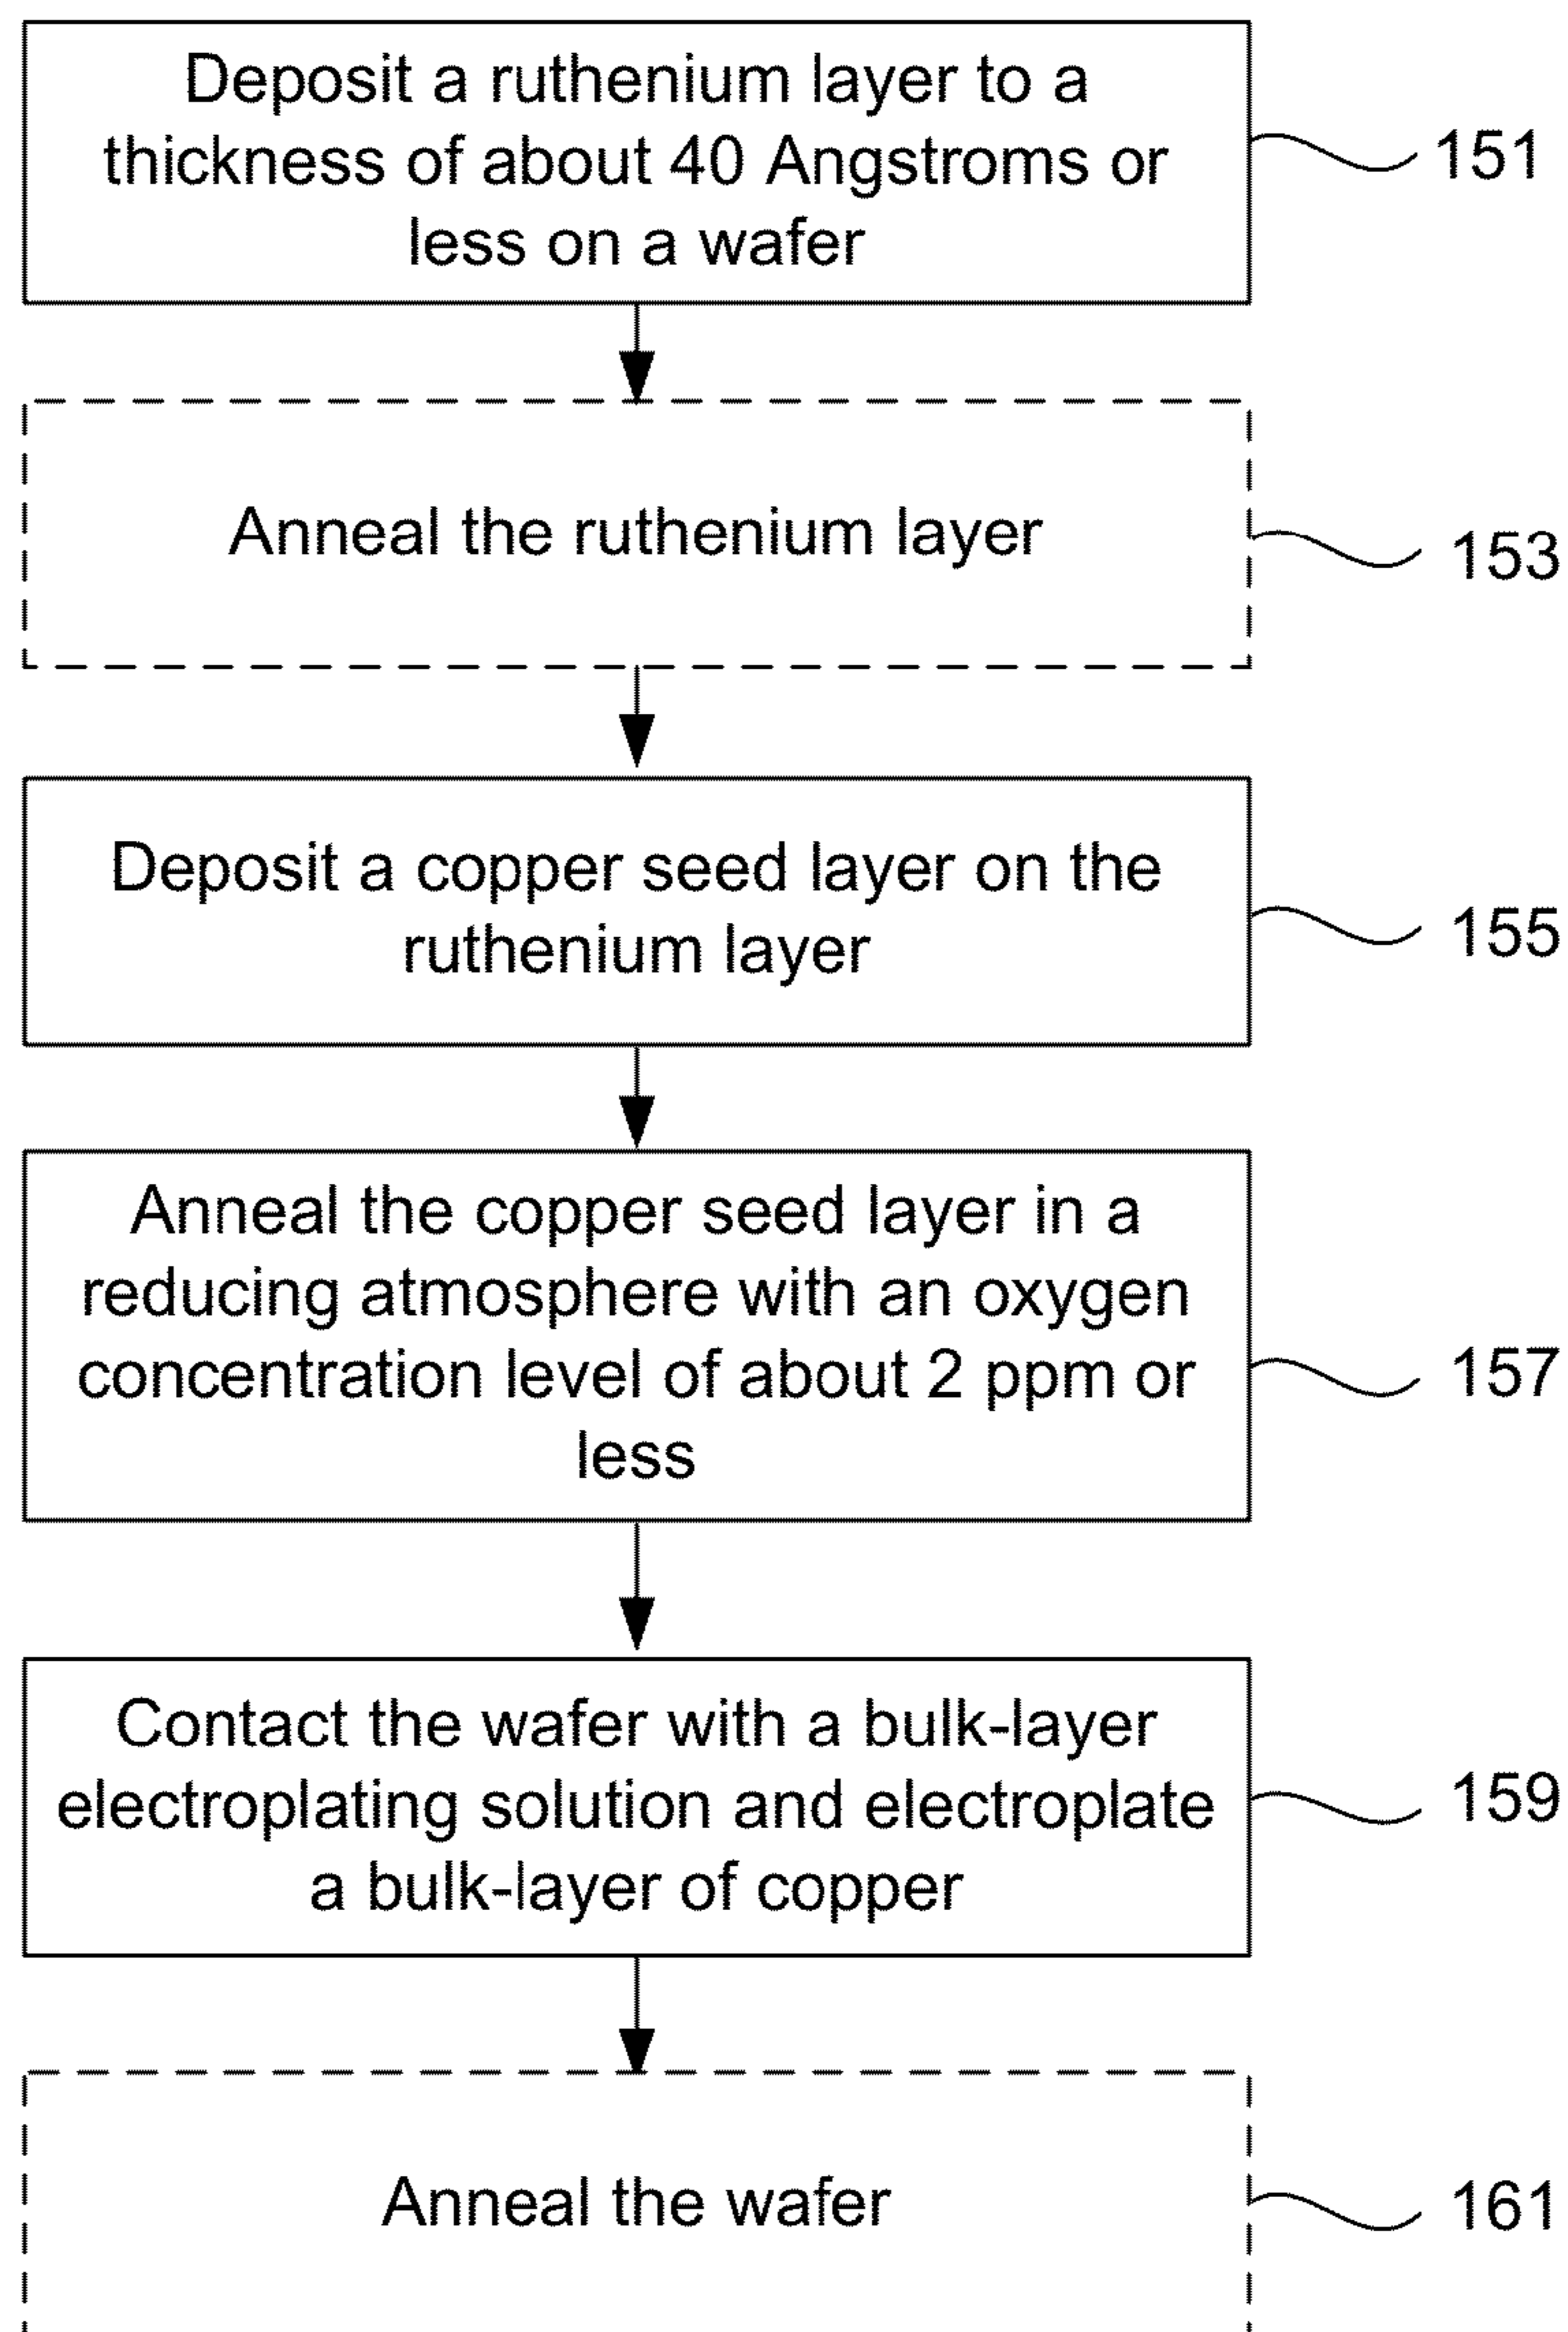 Deposit a ruthenium layer to a
thickness of about 40 Angstroms or
less on a wafer
151
Anneal the ruthenium layer
153
Deposit a copper seed layer on the
ruthenium layer
155
Anneal the copper seed layer in a
reducing atmosphere with an oxygen
concentration level of about 2 ppm or
less
157
Contact the wafer with a bulk-layer
electroplating solution and electroplate
a bulk-layer of copper
159
Anneal the wafer
161